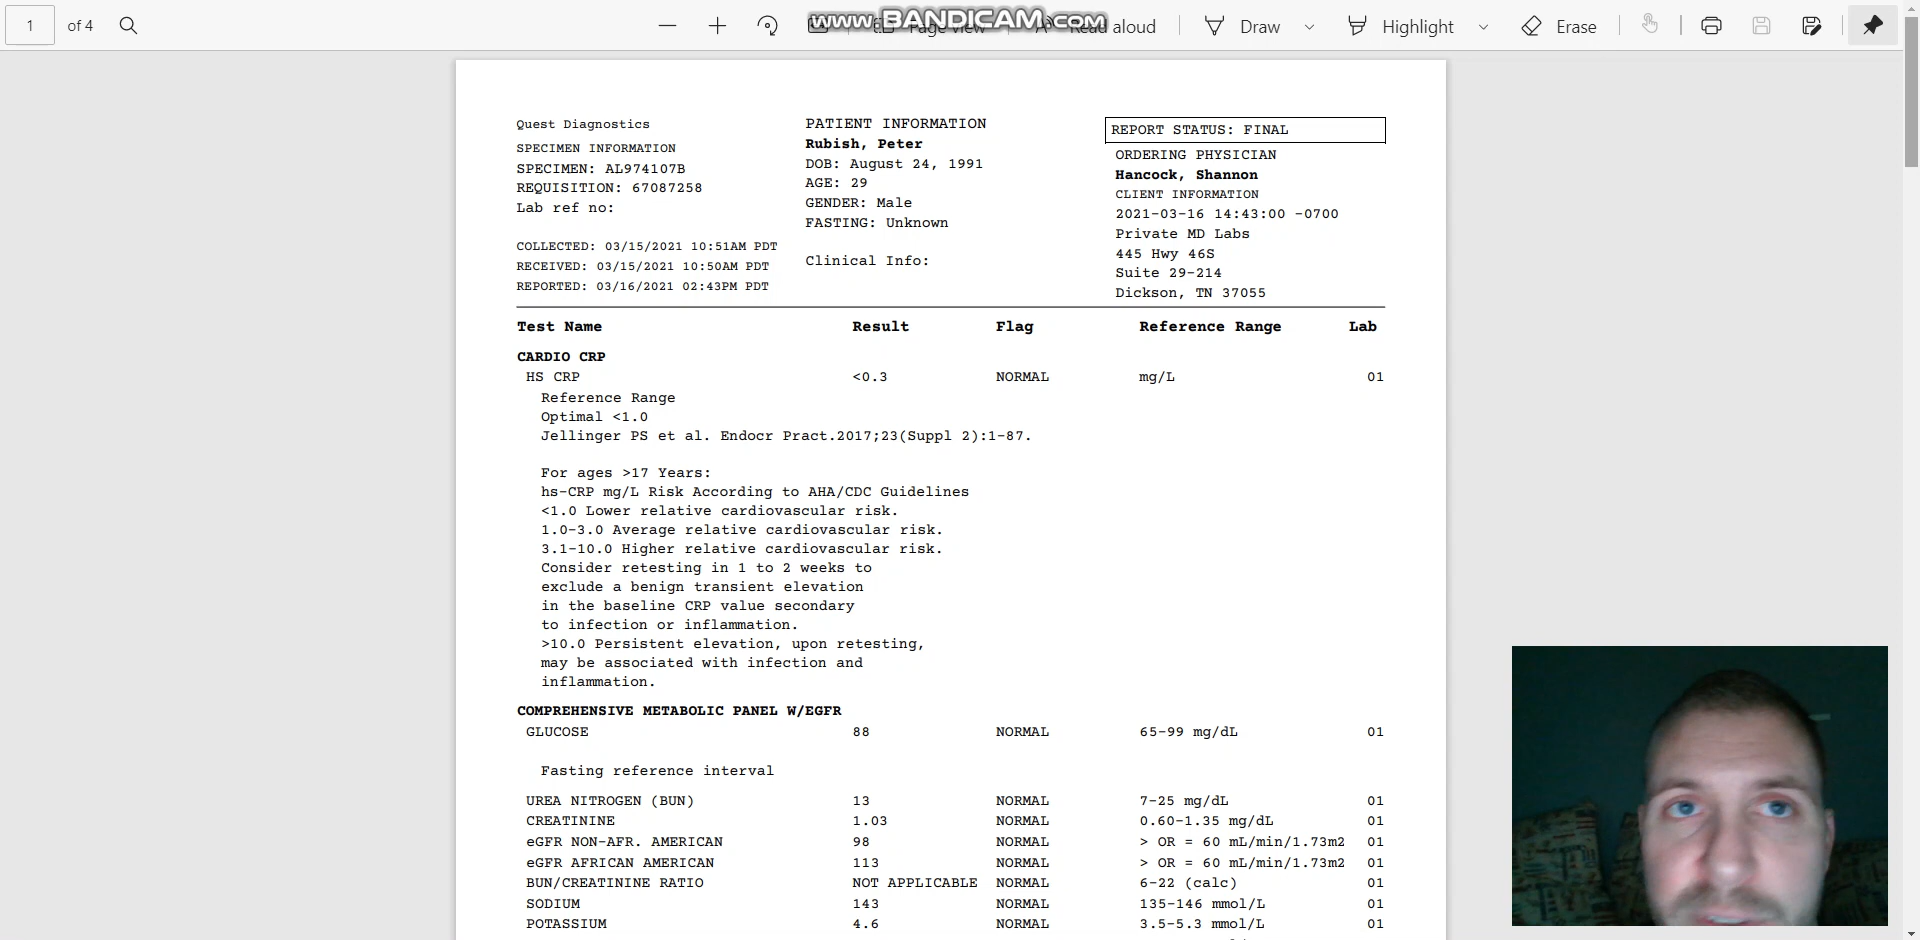 1 of 4 Page view Read aloud Draw Highlight Erase
www.BANDICAM.com
Quest Diagnostics
SPECIMEN INFORMATION
SPECIMEN: AL974107B
REQUISITION: 67087258
Lab ref no:
COLLECTED: 03/15/2021 10:51AM PDT
RECEIVED: 03/15/2021 10:50AM PDT
REPORTED: 03/16/2021 02:43PM PDT
PATIENT INFORMATION
Rubish, Peter
DOB: August 24, 1991
AGE: 29
GENDER: Male
FASTING: Unknown
Clinical Info:
REPORT STATUS: FINAL
ORDERING PHYSICIAN
Hancock, Shannon
CLIENT INFORMATION
2021-03-16 14:43:00 -0700
Private MD Labs
445 Hwy 46S
Suite 29-214
Dickson, TN 37055
Test Name Result Flag Reference Range Lab
CARDIO CRP
HS CRP <0.3 NORMAL mg/L 01
Reference Range
Optimal <1.0
Jellinger PS et al. Endocr Pract.2017;23(Suppl 2):1-87.
For ages >17 Years:
hs-CRP mg/L Risk According to AHA/CDC Guidelines
<1.0 Lower relative cardiovascular risk.
1.0-3.0 Average relative cardiovascular risk.
3.1-10.0 Higher relative cardiovascular risk.
Consider retesting in 1 to 2 weeks to
exclude a benign transient elevation
in the baseline CRP value secondary
to infection or inflammation.
>10.0 Persistent elevation, upon retesting,
may be associated with infection and
inflammation.
COMPREHENSIVE METABOLIC PANEL W/EGFR
GLUCOSE 88 NORMAL 65-99 mg/dL 01
Fasting reference interval
UREA NITROGEN (BUN) 13 NORMAL 7-25 mg/dL 01
CREATININE 1.03 NORMAL 0.60-1.35 mg/dL 01
eGFR NON-AFR. AMERICAN 98 NORMAL > OR = 60 mL/min/1.73m2 01
eGFR AFRICAN AMERICAN 113 NORMAL > OR = 60 mL/min/1.73m2 01
BUN/CREATININE RATIO NOT APPLICABLE NORMAL 6-22 (calc) 01
SODIUM 143 NORMAL 135-146 mmol/L 01
POTASSIUM 4.6 NORMAL 3.5-5.3 mmol/L 01